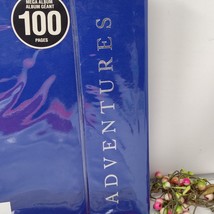 MEGA ALBUM
ALBUM GÉANT
100
PAGES
ADVENTURES